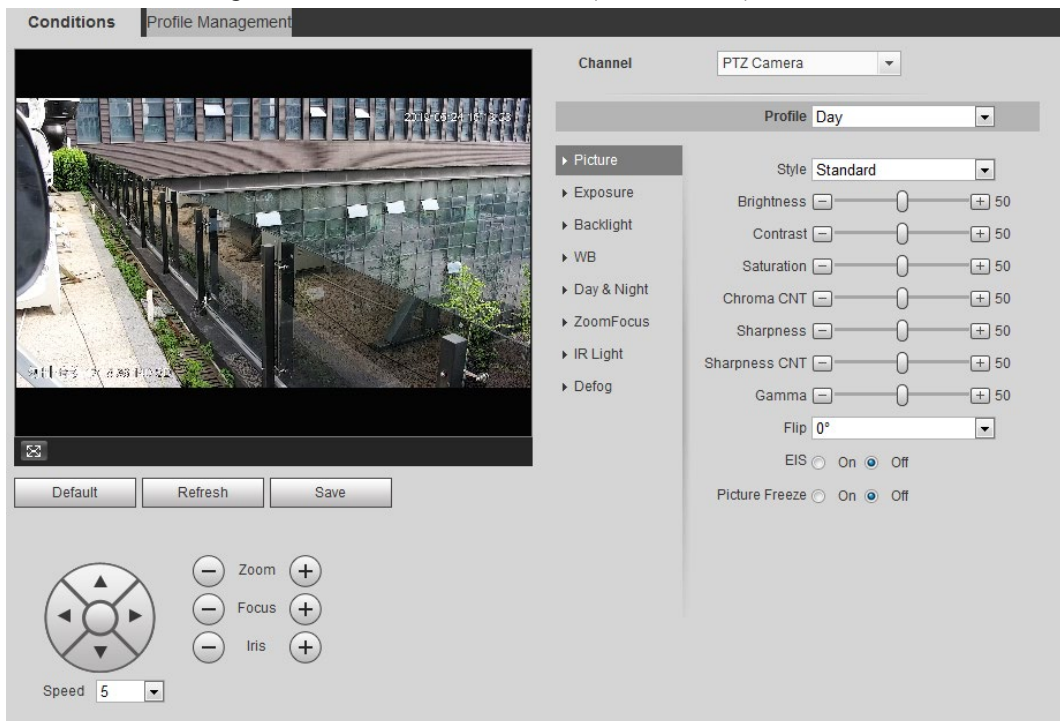 Conditions Profile Management
Channel PTZ Camera
Profile Day
Picture
Exposure
Backlight
WB
Day & Night
ZoomFocus
IR Light
Defog
Style Standard
Brightness 50
Contrast 50
Saturation 50
Chroma CNT 50
Sharpness 50
Sharpness CNT 50
Gamma 50
Flip 0°
EIS On Off
Picture Freeze On Off
Default Refresh Save
Zoom
Focus
Iris
Speed 5